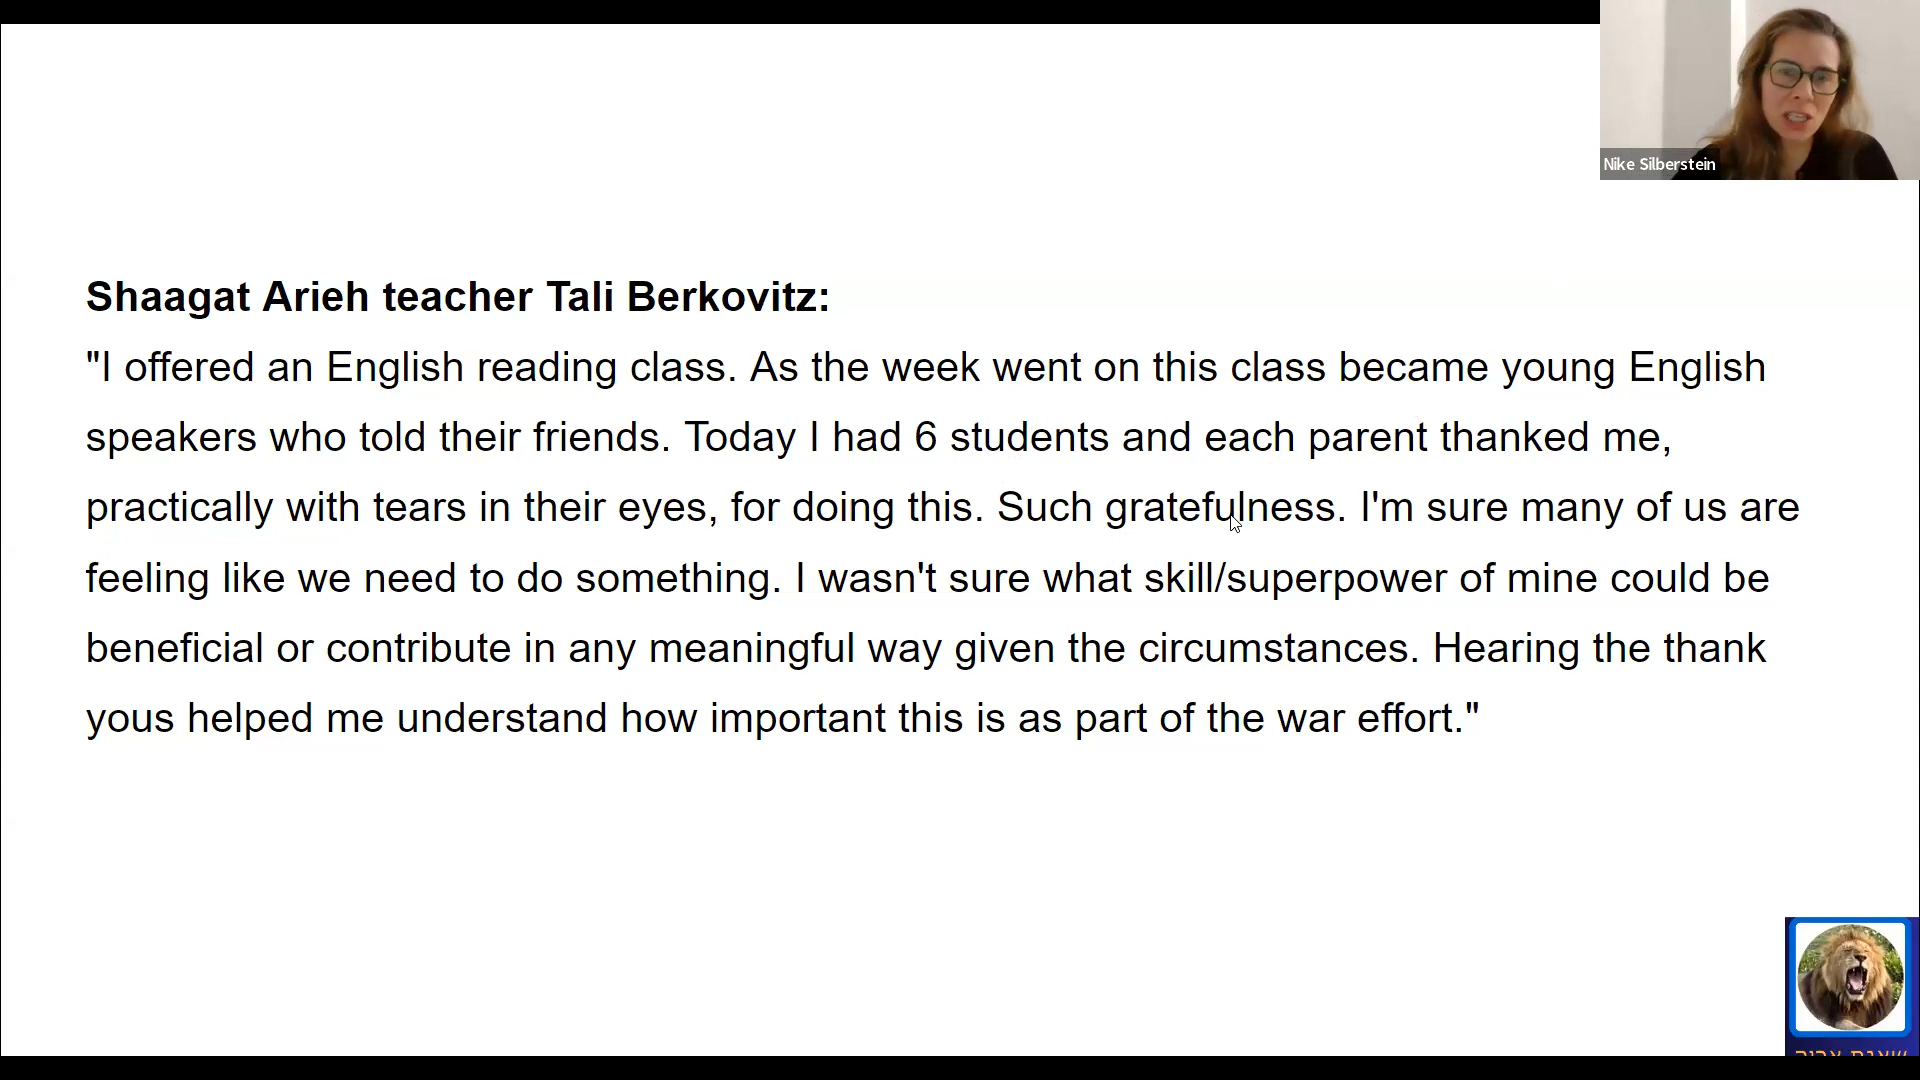 Nike Silberstein
Shaagat Arieh teacher Tali Berkovitz:
"I offered an English reading class. As the week went on this class became young English
speakers who told their friends. Today I had 6 students and each parent thanked me,
practically with tears in their eyes, for doing this. Such gratefulness. I'm sure many of us are
feeling like we need to do something. I wasn't sure what skill/superpower of mine could be
beneficial or contribute in any meaningful way given the circumstances. Hearing the thank
yous helped me understand how important this is as part of the war effort."